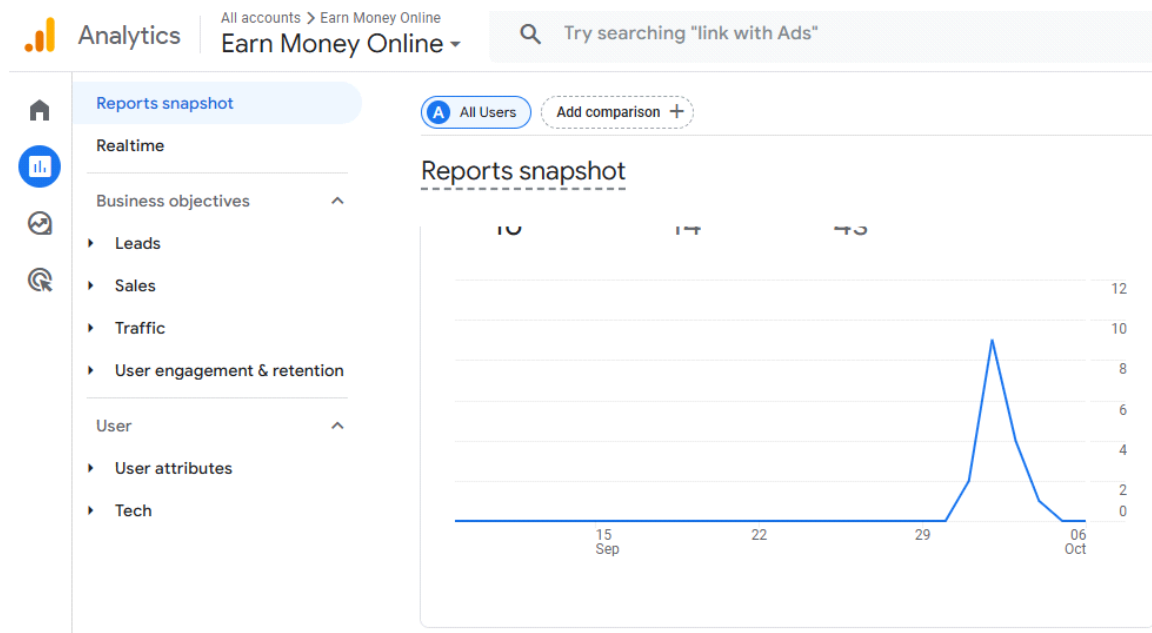 All accounts > Earn Money Online
Analytics
Earn Money Online
Try searching "link with Ads"
Reports snapshot
Realtime
Business objectives
Leads
Sales
Traffic
User engagement & retention
User
User attributes
Tech
A All Users
Add comparison +
Reports snapshot
12
10
8
6
4
2
0
15 22 29 06
Sep Oct